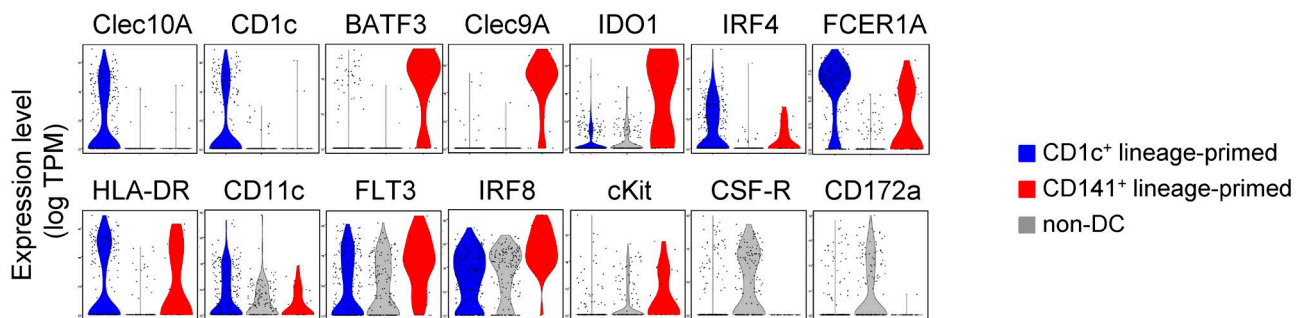 Clec10A CD1c BATF3 Clec9A IDO1 IRF4 FCER1A
HLA-DR CD11c FLT3 IRF8 cKit CSF-R CD172a
Expression level
(log TPM)
CD1c⁺ lineage-primed
CD141⁺ lineage-primed
non-DC